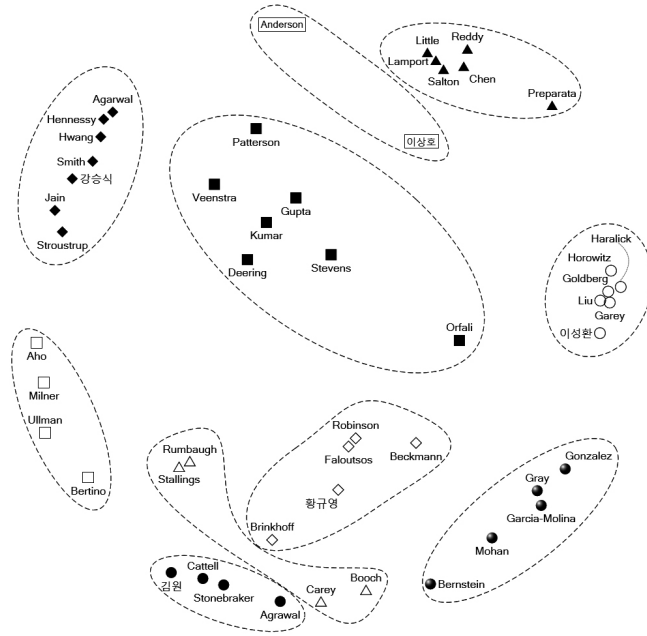 Anderson
Little
Reddy
Lamport
Salton
Chen
Preparata
이상호
Agarwal
Hennessy
Hwang
Smith
강승식
Jain
Stroustrup
Patterson
Veenstra
Gupta
Kumar
Deering
Stevens
Orfali
Haralick
Horowitz
Goldberg
Liu
Garey
이성환
Aho
Milner
Ullman
Bertino
Rumbaugh
Stallings
Robinson
Faloutsos
Beckmann
황규영
Brinkhoff
Gonzalez
Gray
Garcia-Molina
Mohan
Bernstein
Cattell
김원
Stonebraker
Agrawal
Carey
Booch